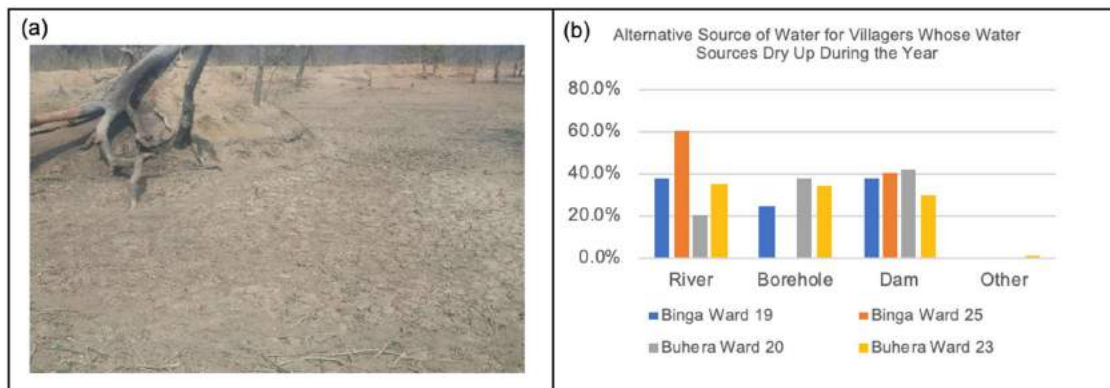 (a)
(b)
Alternative Source of Water for Villagers Whose Water
Sources Dry Up During the Year
80.0%
60.0%
40.0%
20.0%
0.0%
River Borehole Dam Other
Binga Ward 19 Binga Ward 25
Buhera Ward 20 Buhera Ward 23